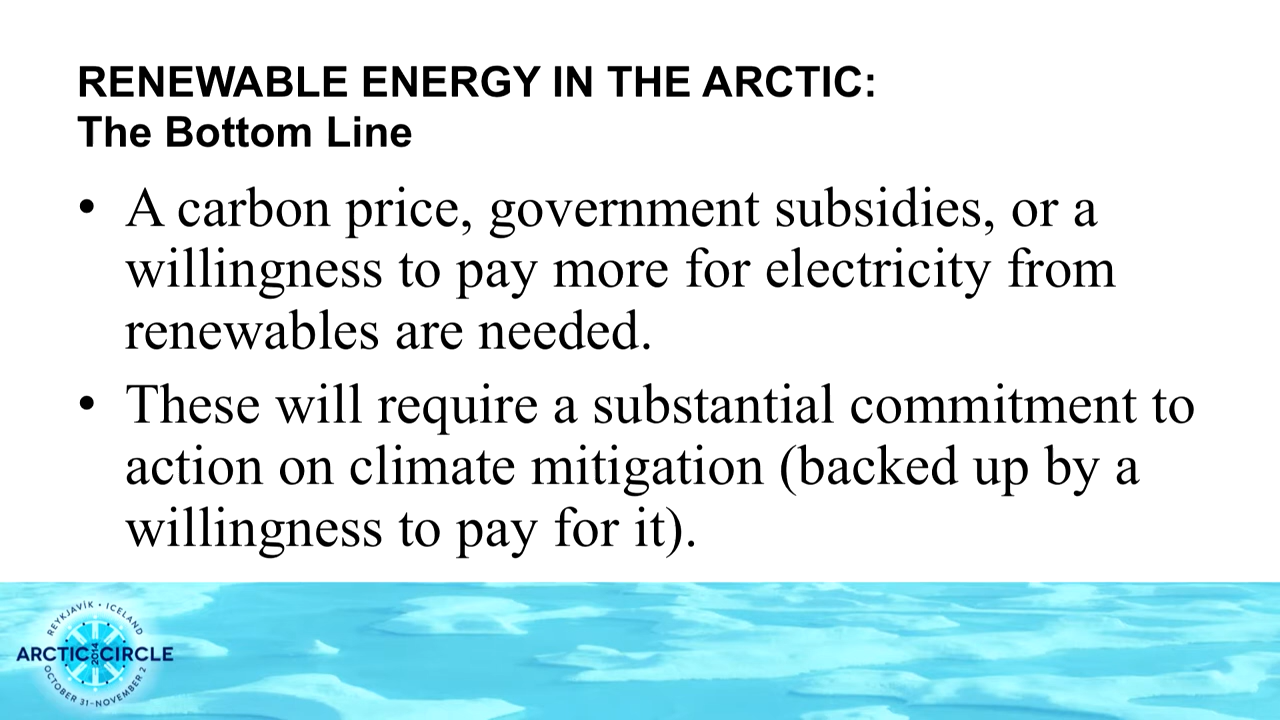 RENEWABLE ENERGY IN THE ARCTIC:
The Bottom Line
• A carbon price, government subsidies, or a
willingness to pay more for electricity from
renewables are needed.
• These will require a substantial commitment to
action on climate mitigation (backed up by a
willingness to pay for it).
REYKJAVÍK • ICELAND
ARCTIC 2014 CIRCLE
OCTOBER 31–NOVEMBER 2